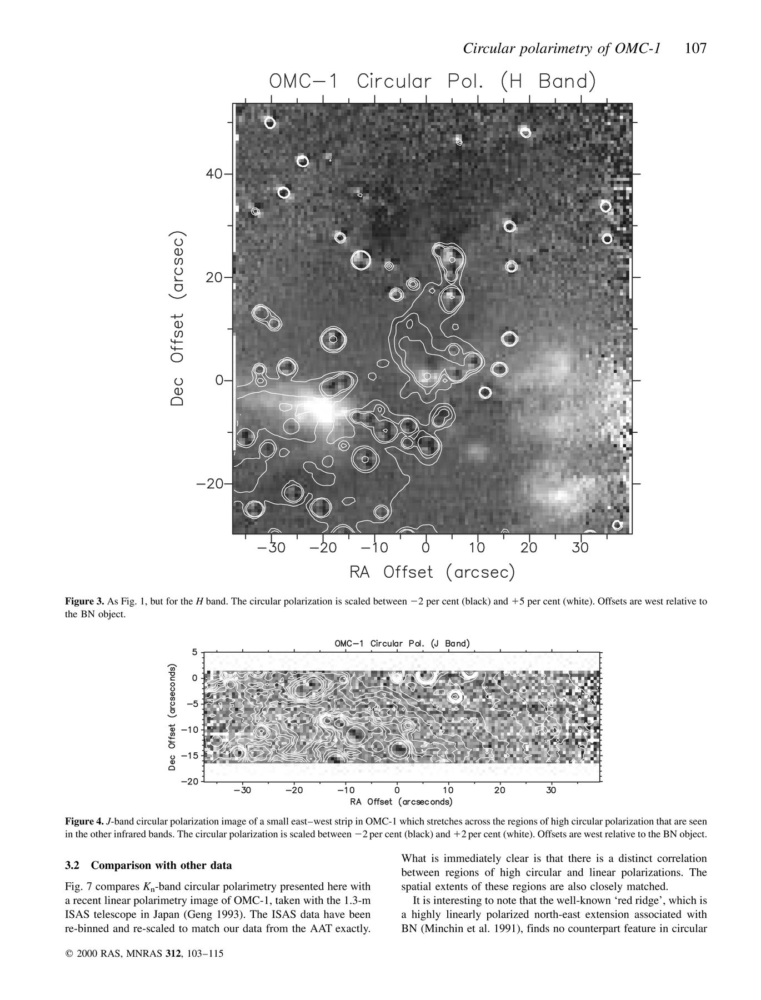 Circular polarimetry of OMC-1 107
OMC−1 Circular Pol. (H Band)
40
20
0
−20
Dec Offset (arcsec)
−30 −20 −10 0 10 20 30
RA Offset (arcsec)
Figure 3. As Fig. 1, but for the H band. The circular polarization is scaled between −2 per cent (black) and +5 per cent (white). Offsets are west relative to
the BN object.
OMC−1 Circular Pol. (J Band)
5
0
−5
−10
−15
−20
Dec Offset (arcseconds)
−30 −20 −10 0 10 20 30
RA Offset (arcseconds)
Figure 4. J-band circular polarization image of a small east–west strip in OMC-1 which stretches across the regions of high circular polarization that are seen
in the other infrared bands. The circular polarization is scaled between −2 per cent (black) and +2 per cent (white). Offsets are west relative to the BN object.
3.2 Comparison with other data
Fig. 7 compares Kn-band circular polarimetry presented here with
a recent linear polarimetry image of OMC-1, taken with the 1.3-m
ISAS telescope in Japan (Geng 1993). The ISAS data have been
re-binned and re-scaled to match our data from the AAT exactly.
What is immediately clear is that there is a distinct correlation
between regions of high circular and linear polarizations. The
spatial extents of these regions are also closely matched.
It is interesting to note that the well-known ‘red ridge’, which is
a highly linearly polarized north-east extension associated with
BN (Minchin et al. 1991), finds no counterpart feature in circular
© 2000 RAS, MNRAS 312, 103–115